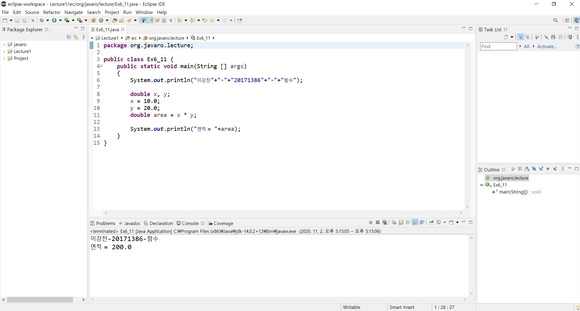 eclipse-workspace - Lecture1/src/org/javaro/lecture/Ex6_11.java - Eclipse IDE
File Edit Source Refactor Navigate Search Project Run Window Help
Package Explorer
javaro
Lecture1
Project
Ex6_11.java
Lecture1 src org.javaro.lecture Ex6_11
1 package org.javaro.lecture;
2
3 public class Ex6_11 {
4 public static void main(String [] args)
5 {
6 System.out.println("이강찬"+"-"+"20171386"+"-"+"함수");
7
8 double x, y;
9 x = 10.0;
10 y = 20.0;
11 double area = x * y;
12
13 System.out.println("면적 = "+area);
14 }
15 }
Task List
Find All Activate...
Outline
org.javaro.lecture
Ex6_11
main(String[]) : void
Problems Javadoc Declaration Console Coverage
<terminated> Ex6_11 [Java Application] C:₩Program Files (x86)₩Java₩jdk-14.0.2+12₩bin₩javaw.exe (2020. 11. 2. 오후 5:15:05 – 오후 5:15:06)
이강찬-20171386-함수
면적 = 200.0
Writable Smart Insert 1 : 28 : 27